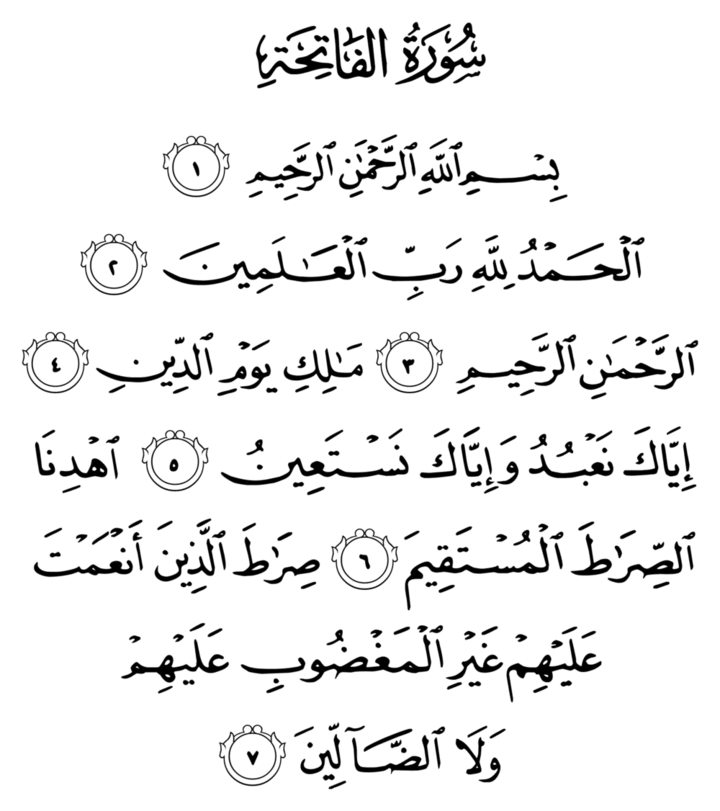 سُورَةُ الفَاتِحَةِ
بِسْمِ ٱللَّهِ ٱلرَّحْمَٰنِ ٱلرَّحِيمِ ١
ٱلْحَمْدُ لِلَّهِ رَبِّ ٱلْعَٰلَمِينَ ٢
ٱلرَّحْمَٰنِ ٱلرَّحِيمِ ٣ مَٰلِكِ يَوْمِ ٱلدِّينِ ٤
إِيَّاكَ نَعْبُدُ وَإِيَّاكَ نَسْتَعِينُ ٥ ٱهْدِنَا
ٱلصِّرَٰطَ ٱلْمُسْتَقِيمَ ٦ صِرَٰطَ ٱلَّذِينَ أَنْعَمْتَ
عَلَيْهِمْ غَيْرِ ٱلْمَغْضُوبِ عَلَيْهِمْ
وَلَا ٱلضَّآلِّينَ ٧